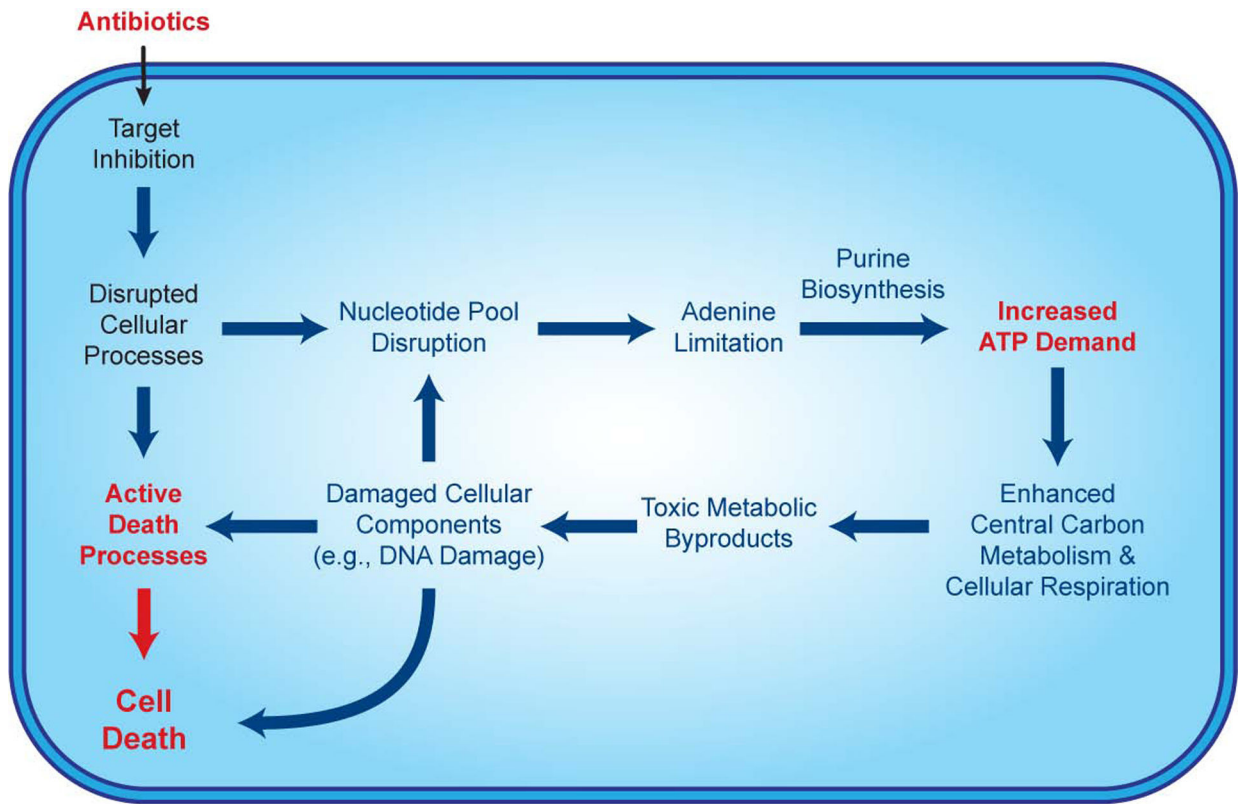 Antibiotics
Target
Inhibition
Disrupted
Cellular
Processes
Nucleotide Pool
Disruption
Adenine
Limitation
Purine
Biosynthesis
Increased
ATP Demand
Active
Death
Processes
Damaged Cellular
Components
(e.g., DNA Damage)
Toxic Metabolic
Byproducts
Enhanced
Central Carbon
Metabolism &
Cellular Respiration
Cell
Death